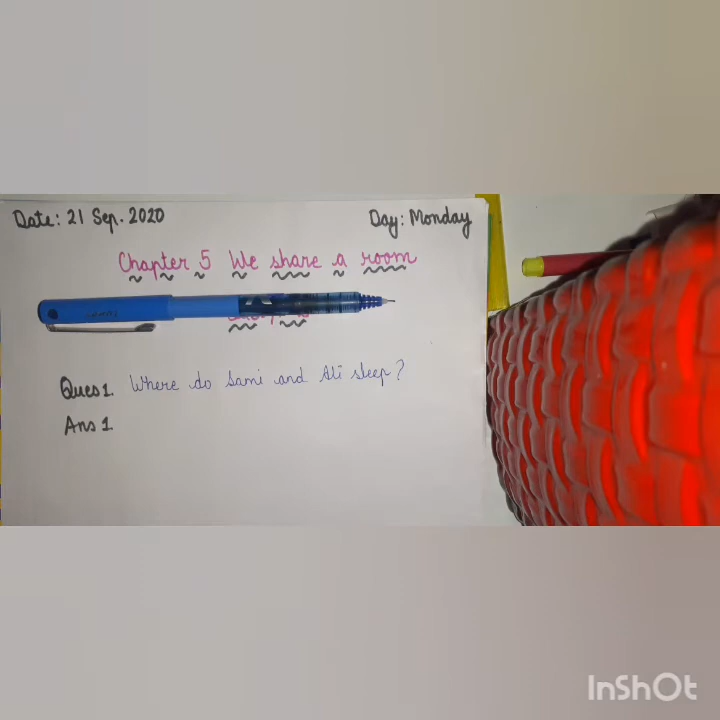 Date: 21 Sep. 2020
Day: Monday
Chapter 5 We share a room
Ques 1. Where do Sami and Ali sleep?
Ans 1
InShOt